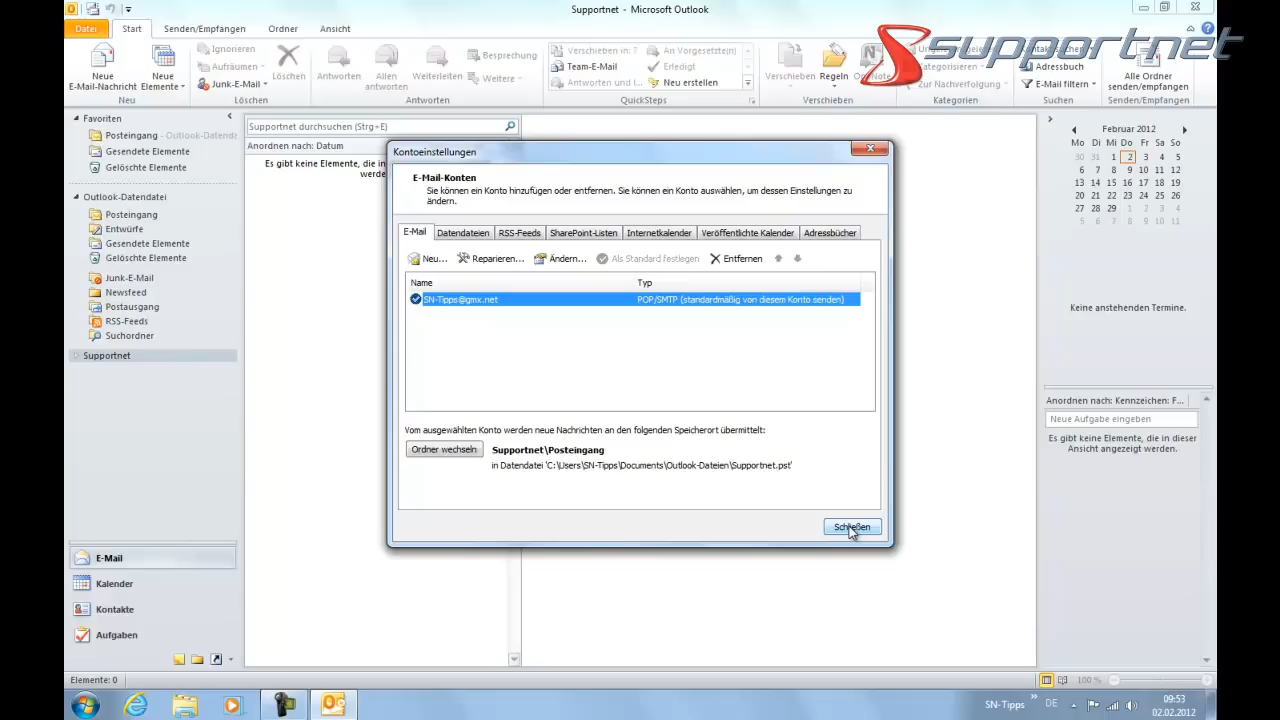 Supportnet - Microsoft Outlook
Datei
Start
Senden/Empfangen
Ordner
Ansicht
supportnet
Neue
E-Mail-Nachricht
Neue
Elemente
Neu
Ignorieren
Aufräumen
Junk-E-Mail
Löschen
Löschen
Antworten
Allen
antworten
Weiterleiten
Besprechung
Weitere
Antworten
Verschieben in: ?
Team-E-Mail
Antworten und l...
An Vorgesetzte(n)
Erledigt
Neu erstellen
QuickSteps
Verschieben
Regeln
OneNote
Verschieben
Kategorisieren
Zur Nachverfolgung
Kategorien
Kontakt suchen
Adressbuch
E-Mail filtern
Suchen
Alle Ordner
senden/empfangen
Senden/Empfangen
Favoriten
Posteingang - Outlook-Datend
Gesendete Elemente
Gelöschte Elemente
Outlook-Datendatei
Posteingang
Entwürfe
Gesendete Elemente
Gelöschte Elemente
Junk-E-Mail
Newsfeed
Postausgang
RSS-Feeds
Suchordner
Supportnet
E-Mail
Kalender
Kontakte
Aufgaben
Supportnet durchsuchen (Strg+E)
Anordnen nach: Datum
Es gibt keine Elemente, die in
werde
Kontoeinstellungen
E-Mail-Konten
Sie können ein Konto hinzufügen oder entfernen. Sie können ein Konto auswählen, um dessen Einstellungen zu
ändern.
E-Mail
Datendateien
RSS-Feeds
SharePoint-Listen
Internetkalender
Veröffentlichte Kalender
Adressbücher
Neu...
Reparieren...
Ändern...
Als Standard festlegen
Entfernen
Name
Typ
SN-Tipps@gmx.net
POP/SMTP (standardmäßig von diesem Konto senden)
Vom ausgewählten Konto werden neue Nachrichten an den folgenden Speicherort übermittelt:
Ordner wechseln
Supportnet\Posteingang
in Datendatei 'C:\Users\SN-Tipps\Documents\Outlook-Dateien\Supportnet.pst'
Schließen
Februar 2012
Mo Di Mi Do Fr Sa So
30 31 1 2 3 4 5
6 7 8 9 10 11 12
13 14 15 16 17 18 19
20 21 22 23 24 25 26
27 28 29 1 2 3 4
5 6 7 8 9 10 11
Keine anstehenden Termine.
Anordnen nach: Kennzeichen: F...
Neue Aufgabe eingeben
Es gibt keine Elemente, die in dieser
Ansicht angezeigt werden.
Elemente: 0
100 %
SN-Tipps
DE
09:53
02.02.2012